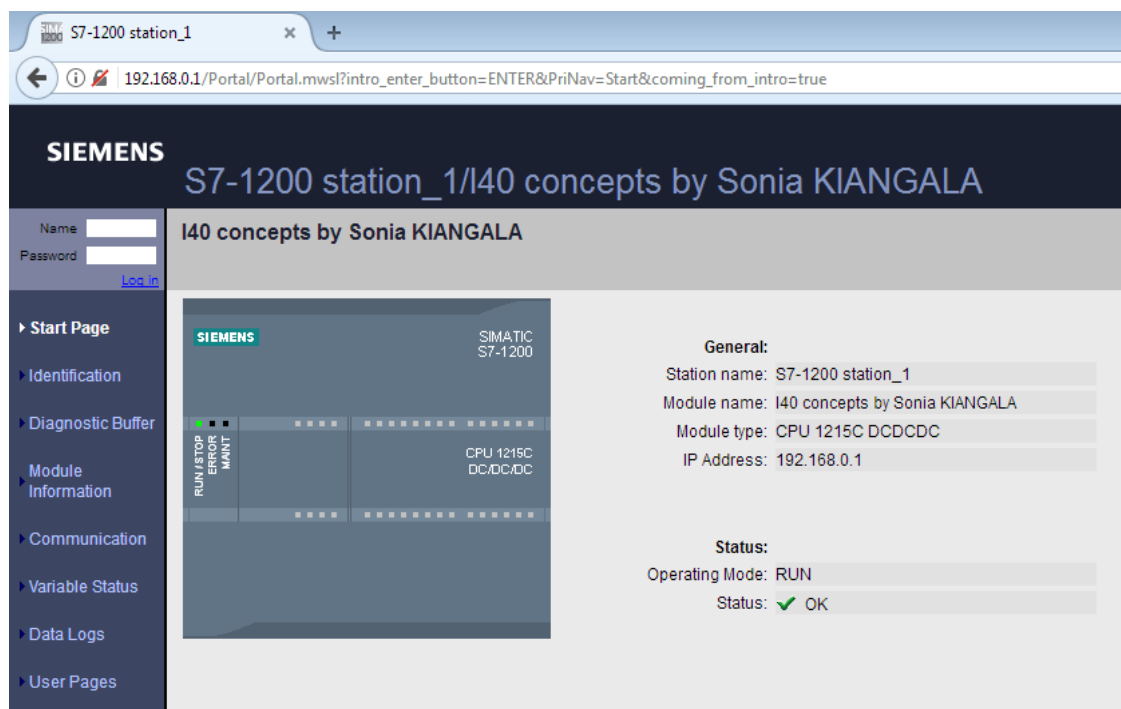 S7-1200 station_1
192.168.0.1/Portal/Portal.mwsl?intro_enter_button=ENTER&PriNav=Start&coming_from_intro=true
SIEMENS
S7-1200 station_1/I40 concepts by Sonia KIANGALA
Name
Password
Log in
I40 concepts by Sonia KIANGALA
Start Page
Identification
Diagnostic Buffer
Module
Information
Communication
Variable Status
Data Logs
User Pages
SIEMENS
SIMATIC
S7-1200
RUN / STOP
ERROR
MAINT
CPU 1215C
DC/DC/DC
General:
Station name: S7-1200 station_1
Module name: I40 concepts by Sonia KIANGALA
Module type: CPU 1215C DCDCDC
IP Address: 192.168.0.1
Status:
Operating Mode: RUN
Status: OK